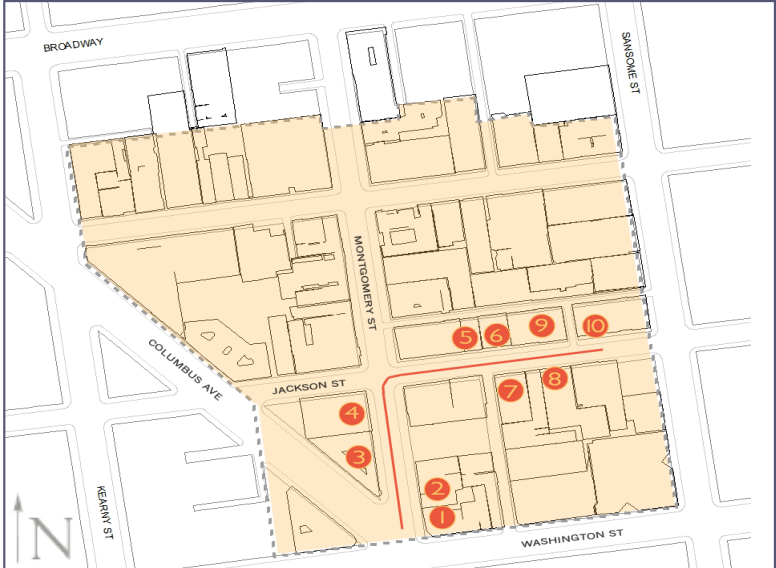 BROADWAY
SANSOME ST
MONTGOMERY ST
COLUMBUS AVE
JACKSON ST
KEARNY ST
WASHINGTON ST
5
6
9
10
7
8
4
3
2
1
N